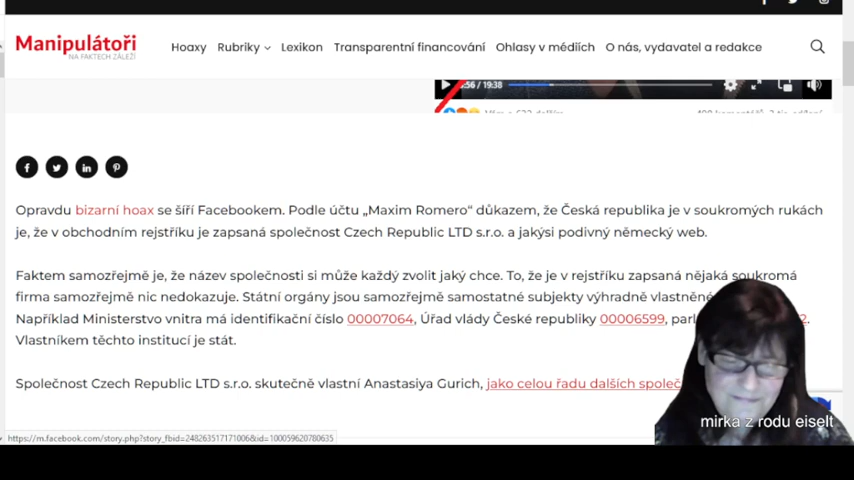 Manipulátoři
NA FAKTECH ZÁLEŽÍ
Hoaxy Rubriky Lexikon Transparentní financování Ohlasy v médiích O nás, vydavatel a redakce
:56 / 19:38
Opravdu bizarní hoax se šíří Facebookem. Podle účtu „Maxim Romero“ důkazem, že Česká republika je v soukromých rukách
je, že v obchodním rejstříku je zapsaná společnost Czech Republic LTD s.r.o. a jakýsi podivný německý web.
Faktem samozřejmě je, že název společnosti si může každý zvolit jaký chce. To, že je v rejstříku zapsaná nějaká soukromá
firma samozřejmě nic nedokazuje. Státní orgány jsou samozřejmě samostatné subjekty výhradně vlastněné
Například Ministerstvo vnitra má identifikační číslo 00007064, Úřad vlády České republiky 00006599, parl 2.
Vlastníkem těchto institucí je stát.
Společnost Czech Republic LTD s.r.o. skutečně vlastní Anastasiya Gurich, jako celou řadu dalších společ
mirka z rodu eiselt
https://m.facebook.com/story.php?story_fbid=248263517171006&id=100059620780635